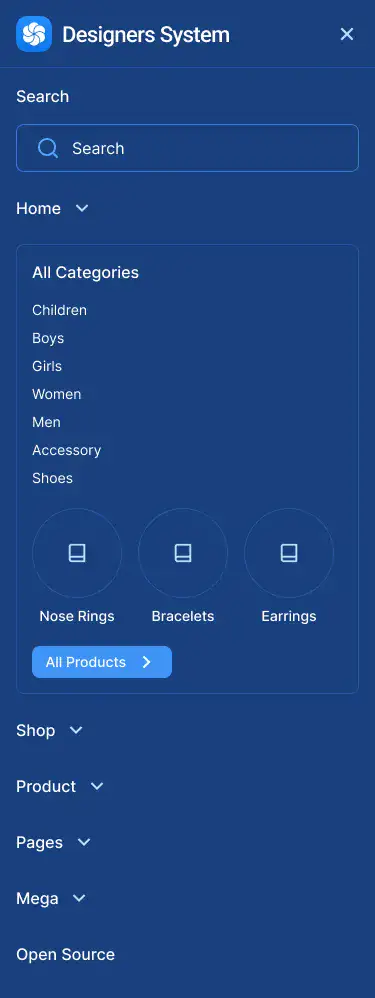 Designers System
Search
Search
Home
All Categories
Children
Boys
Girls
Women
Men
Accessory
Shoes
Nose Rings Bracelets Earrings
All Products
Shop
Product
Pages
Mega
Open Source